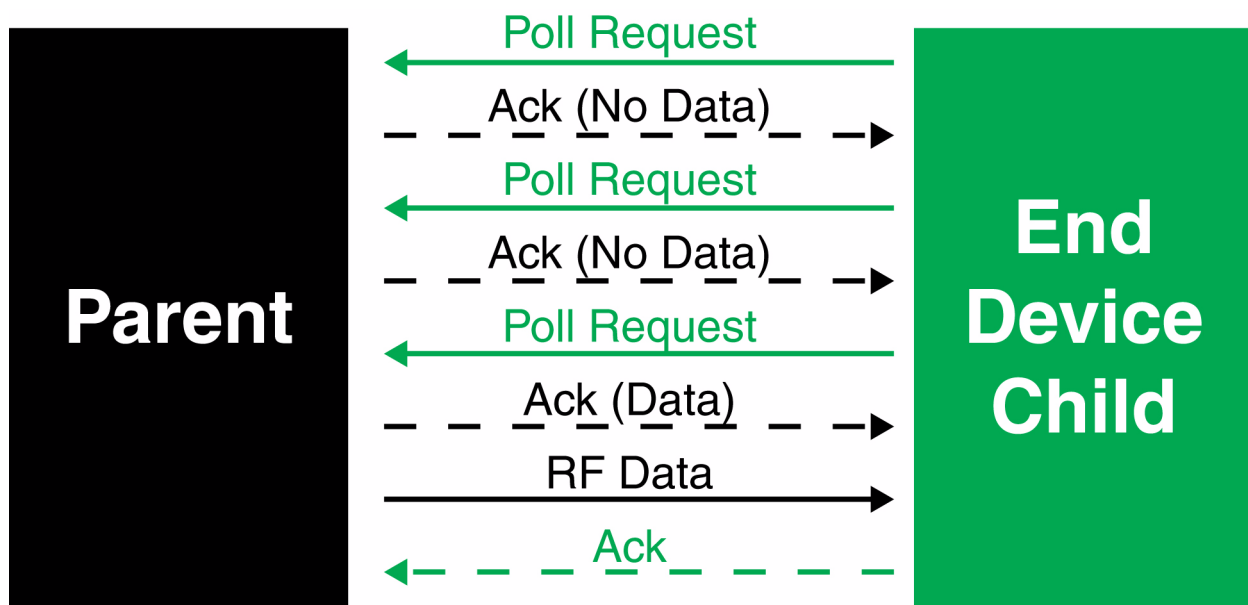 Parent
Poll Request
Ack (No Data)
Poll Request
Ack (No Data)
Poll Request
Ack (Data)
RF Data
Ack
End
Device
Child